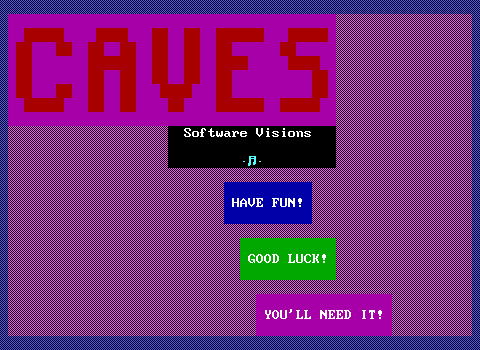 CAVES
Software Visions
·♫·
HAVE FUN!
GOOD LUCK!
YOU'LL NEED IT!